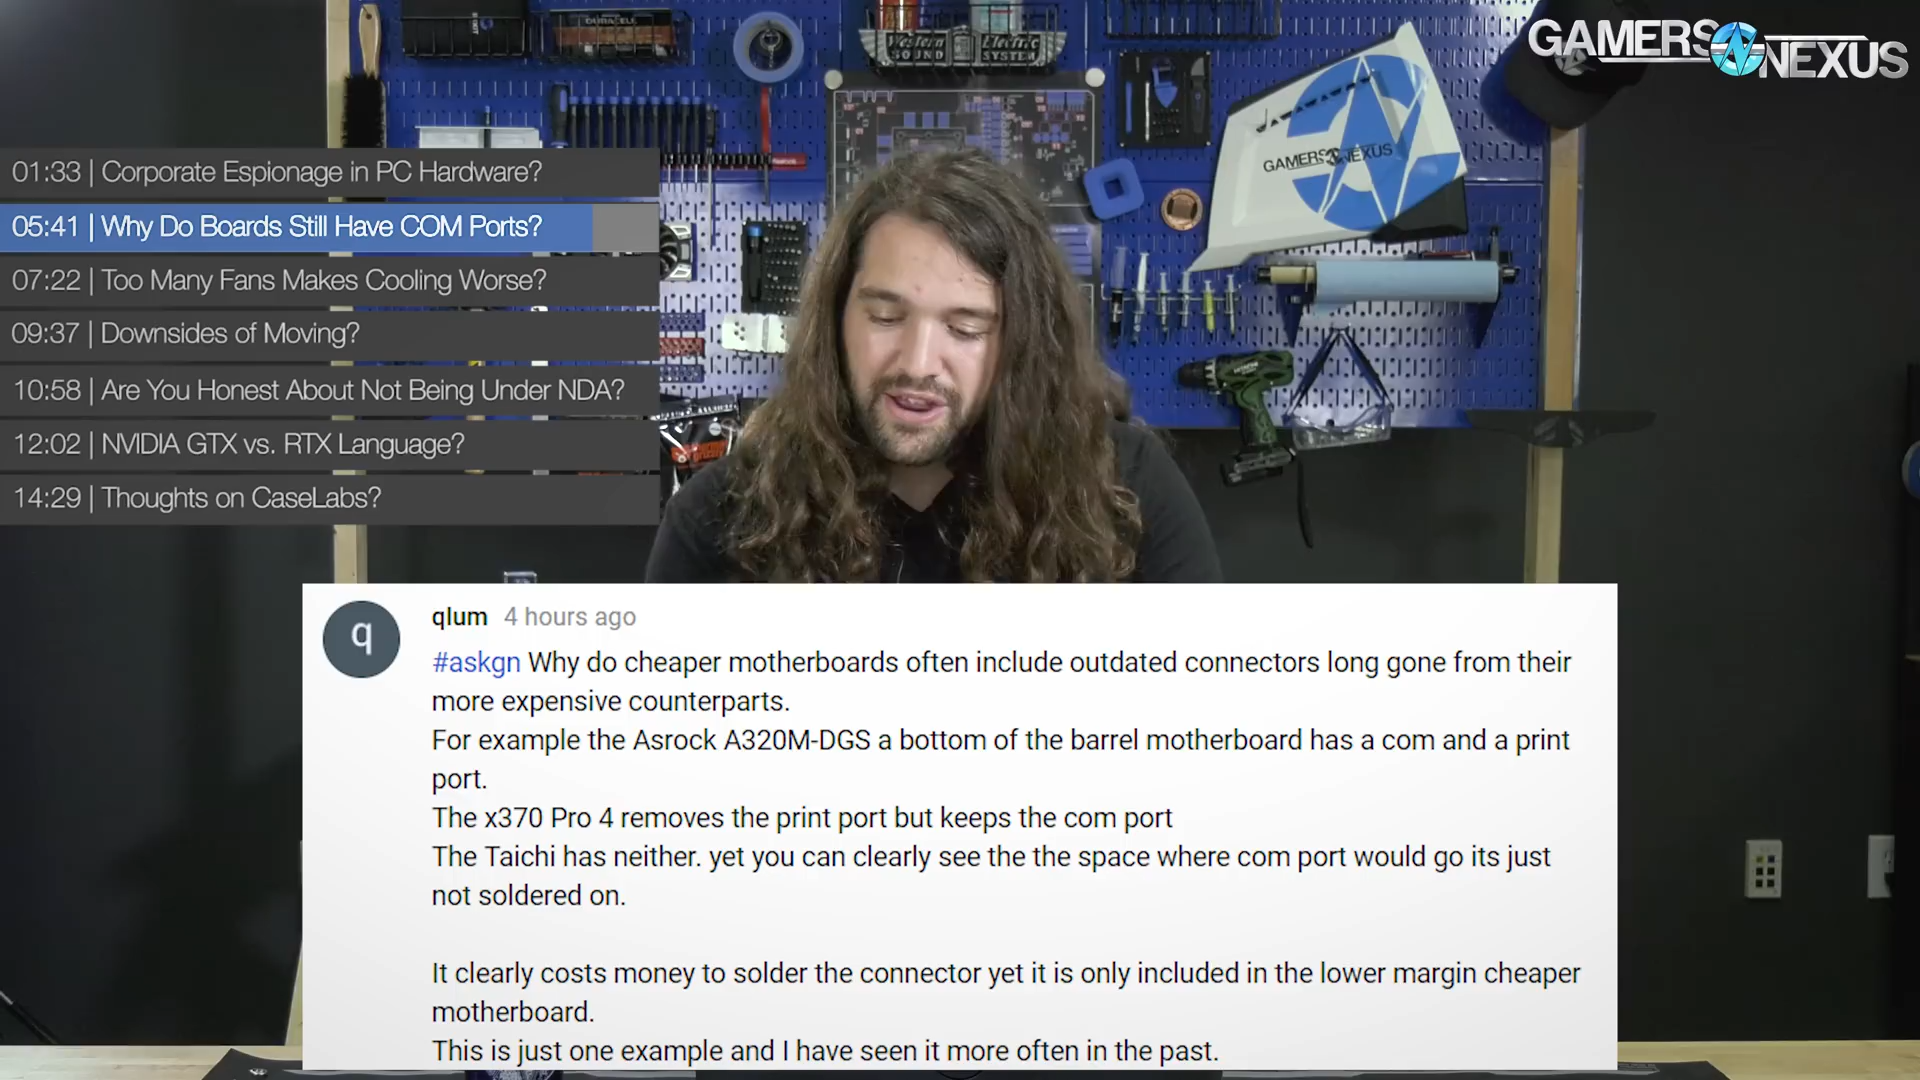 DURACELL
Western Electric
SOUND SYSTEM
GAMERS NEXUS
GAMERS NEXUS
01:33 | Corporate Espionage in PC Hardware?
05:41 | Why Do Boards Still Have COM Ports?
07:22 | Too Many Fans Makes Cooling Worse?
09:37 | Downsides of Moving?
10:58 | Are You Honest About Not Being Under NDA?
12:02 | NVIDIA GTX vs. RTX Language?
14:29 | Thoughts on CaseLabs?
q
qlum 4 hours ago
#askgn Why do cheaper motherboards often include outdated connectors long gone from their
more expensive counterparts.
For example the Asrock A320M-DGS a bottom of the barrel motherboard has a com and a print
port.
The x370 Pro 4 removes the print port but keeps the com port
The Taichi has neither. yet you can clearly see the the space where com port would go its just
not soldered on.
It clearly costs money to solder the connector yet it is only included in the lower margin cheaper
motherboard.
This is just one example and I have seen it more often in the past.